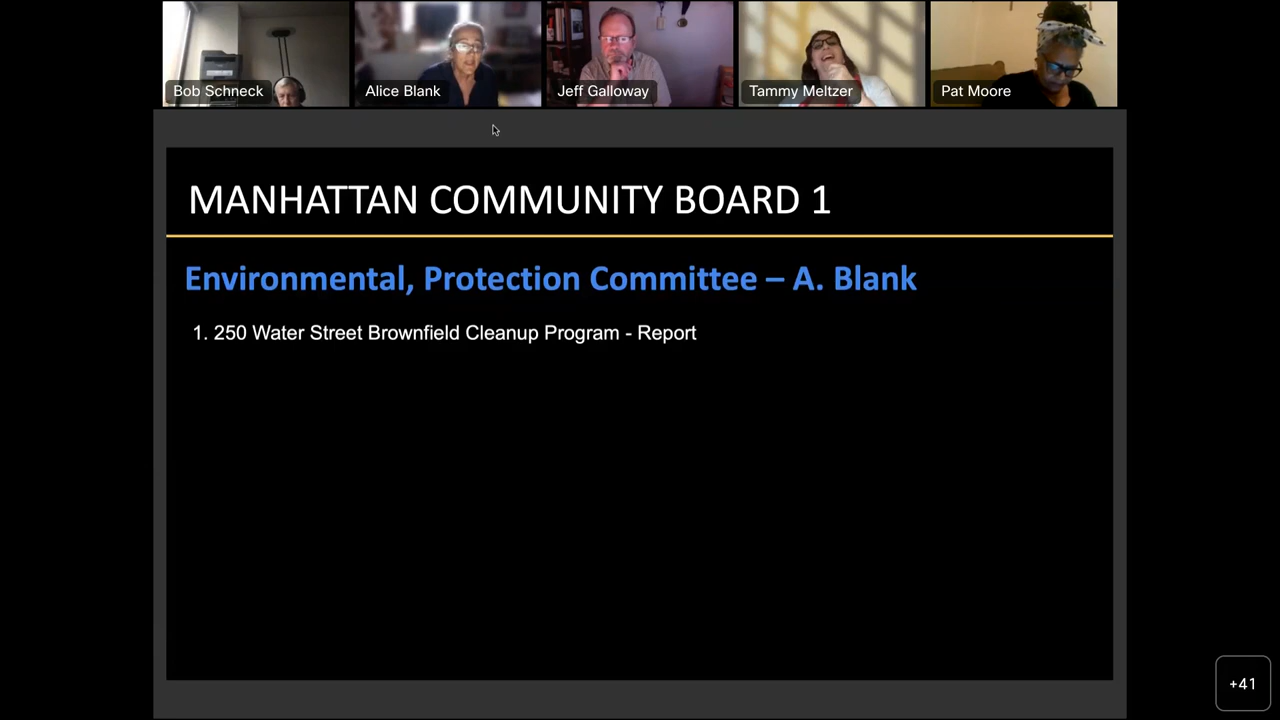 Bob Schneck
Alice Blank
Jeff Galloway
Tammy Meltzer
Pat Moore
MANHATTAN COMMUNITY BOARD 1
Environmental, Protection Committee – A. Blank
1. 250 Water Street Brownfield Cleanup Program - Report
+41